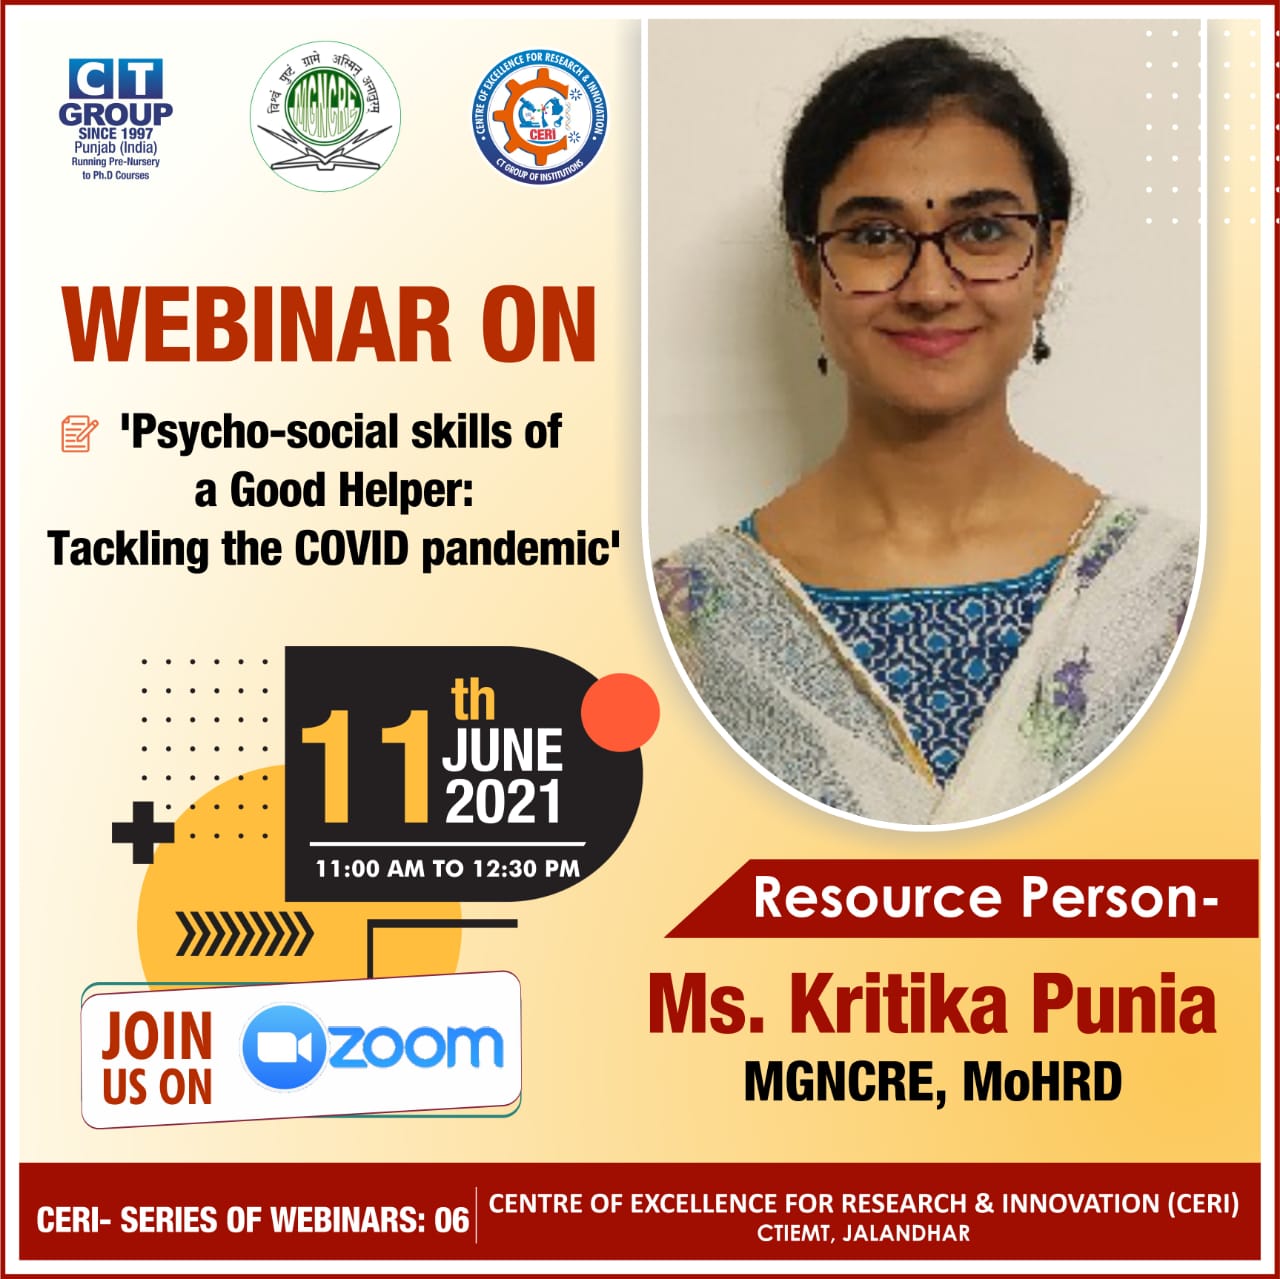 CT
GROUP
SINCE 1997
Punjab (India)
Running Pre-Nursery
to Ph.D Courses
विश्वं पुष्टं ग्रामे अस्मिन् अनातुरम्
MGNCRE
• CENTRE OF EXCELLENCE FOR RESEARCH & INNOVATION •
CERI
CT GROUP OF INSTITUTIONS
WEBINAR ON
'Psycho-social skills of
a Good Helper:
Tackling the COVID pandemic'
11th
JUNE
2021
11:00 AM TO 12:30 PM
JOIN
US ON
zoom
Resource Person-
Ms. Kritika Punia
MGNCRE, MoHRD
CERI- SERIES OF WEBINARS: 06
CENTRE OF EXCELLENCE FOR RESEARCH & INNOVATION (CERI)
CTIEMT, JALANDHAR